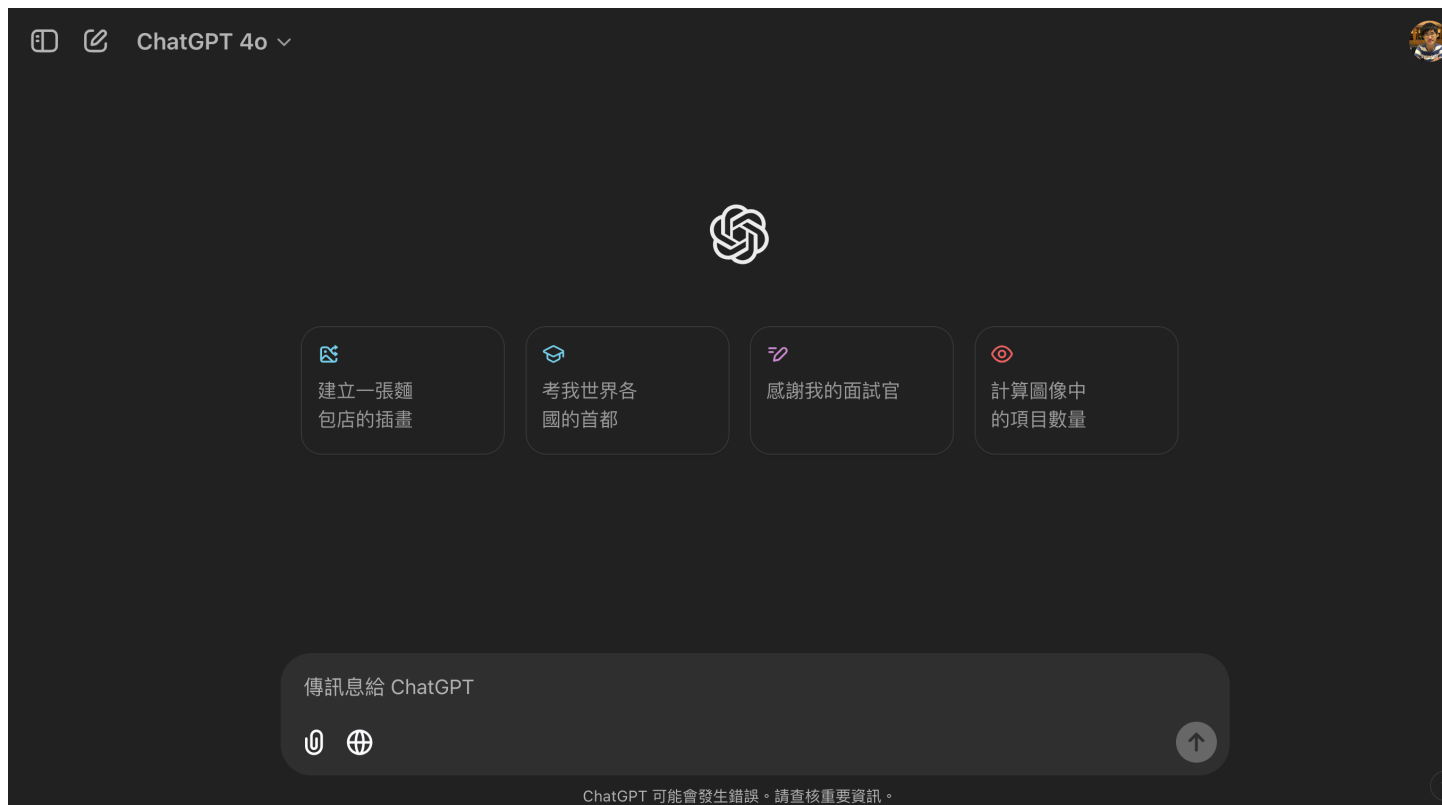 ChatGPT 4o
建立一張麵
包店的插畫
考我世界各
國的首都
感謝我的面試官
計算圖像中
的項目數量
傳訊息給 ChatGPT
ChatGPT 可能會發生錯誤。請查核重要資訊。